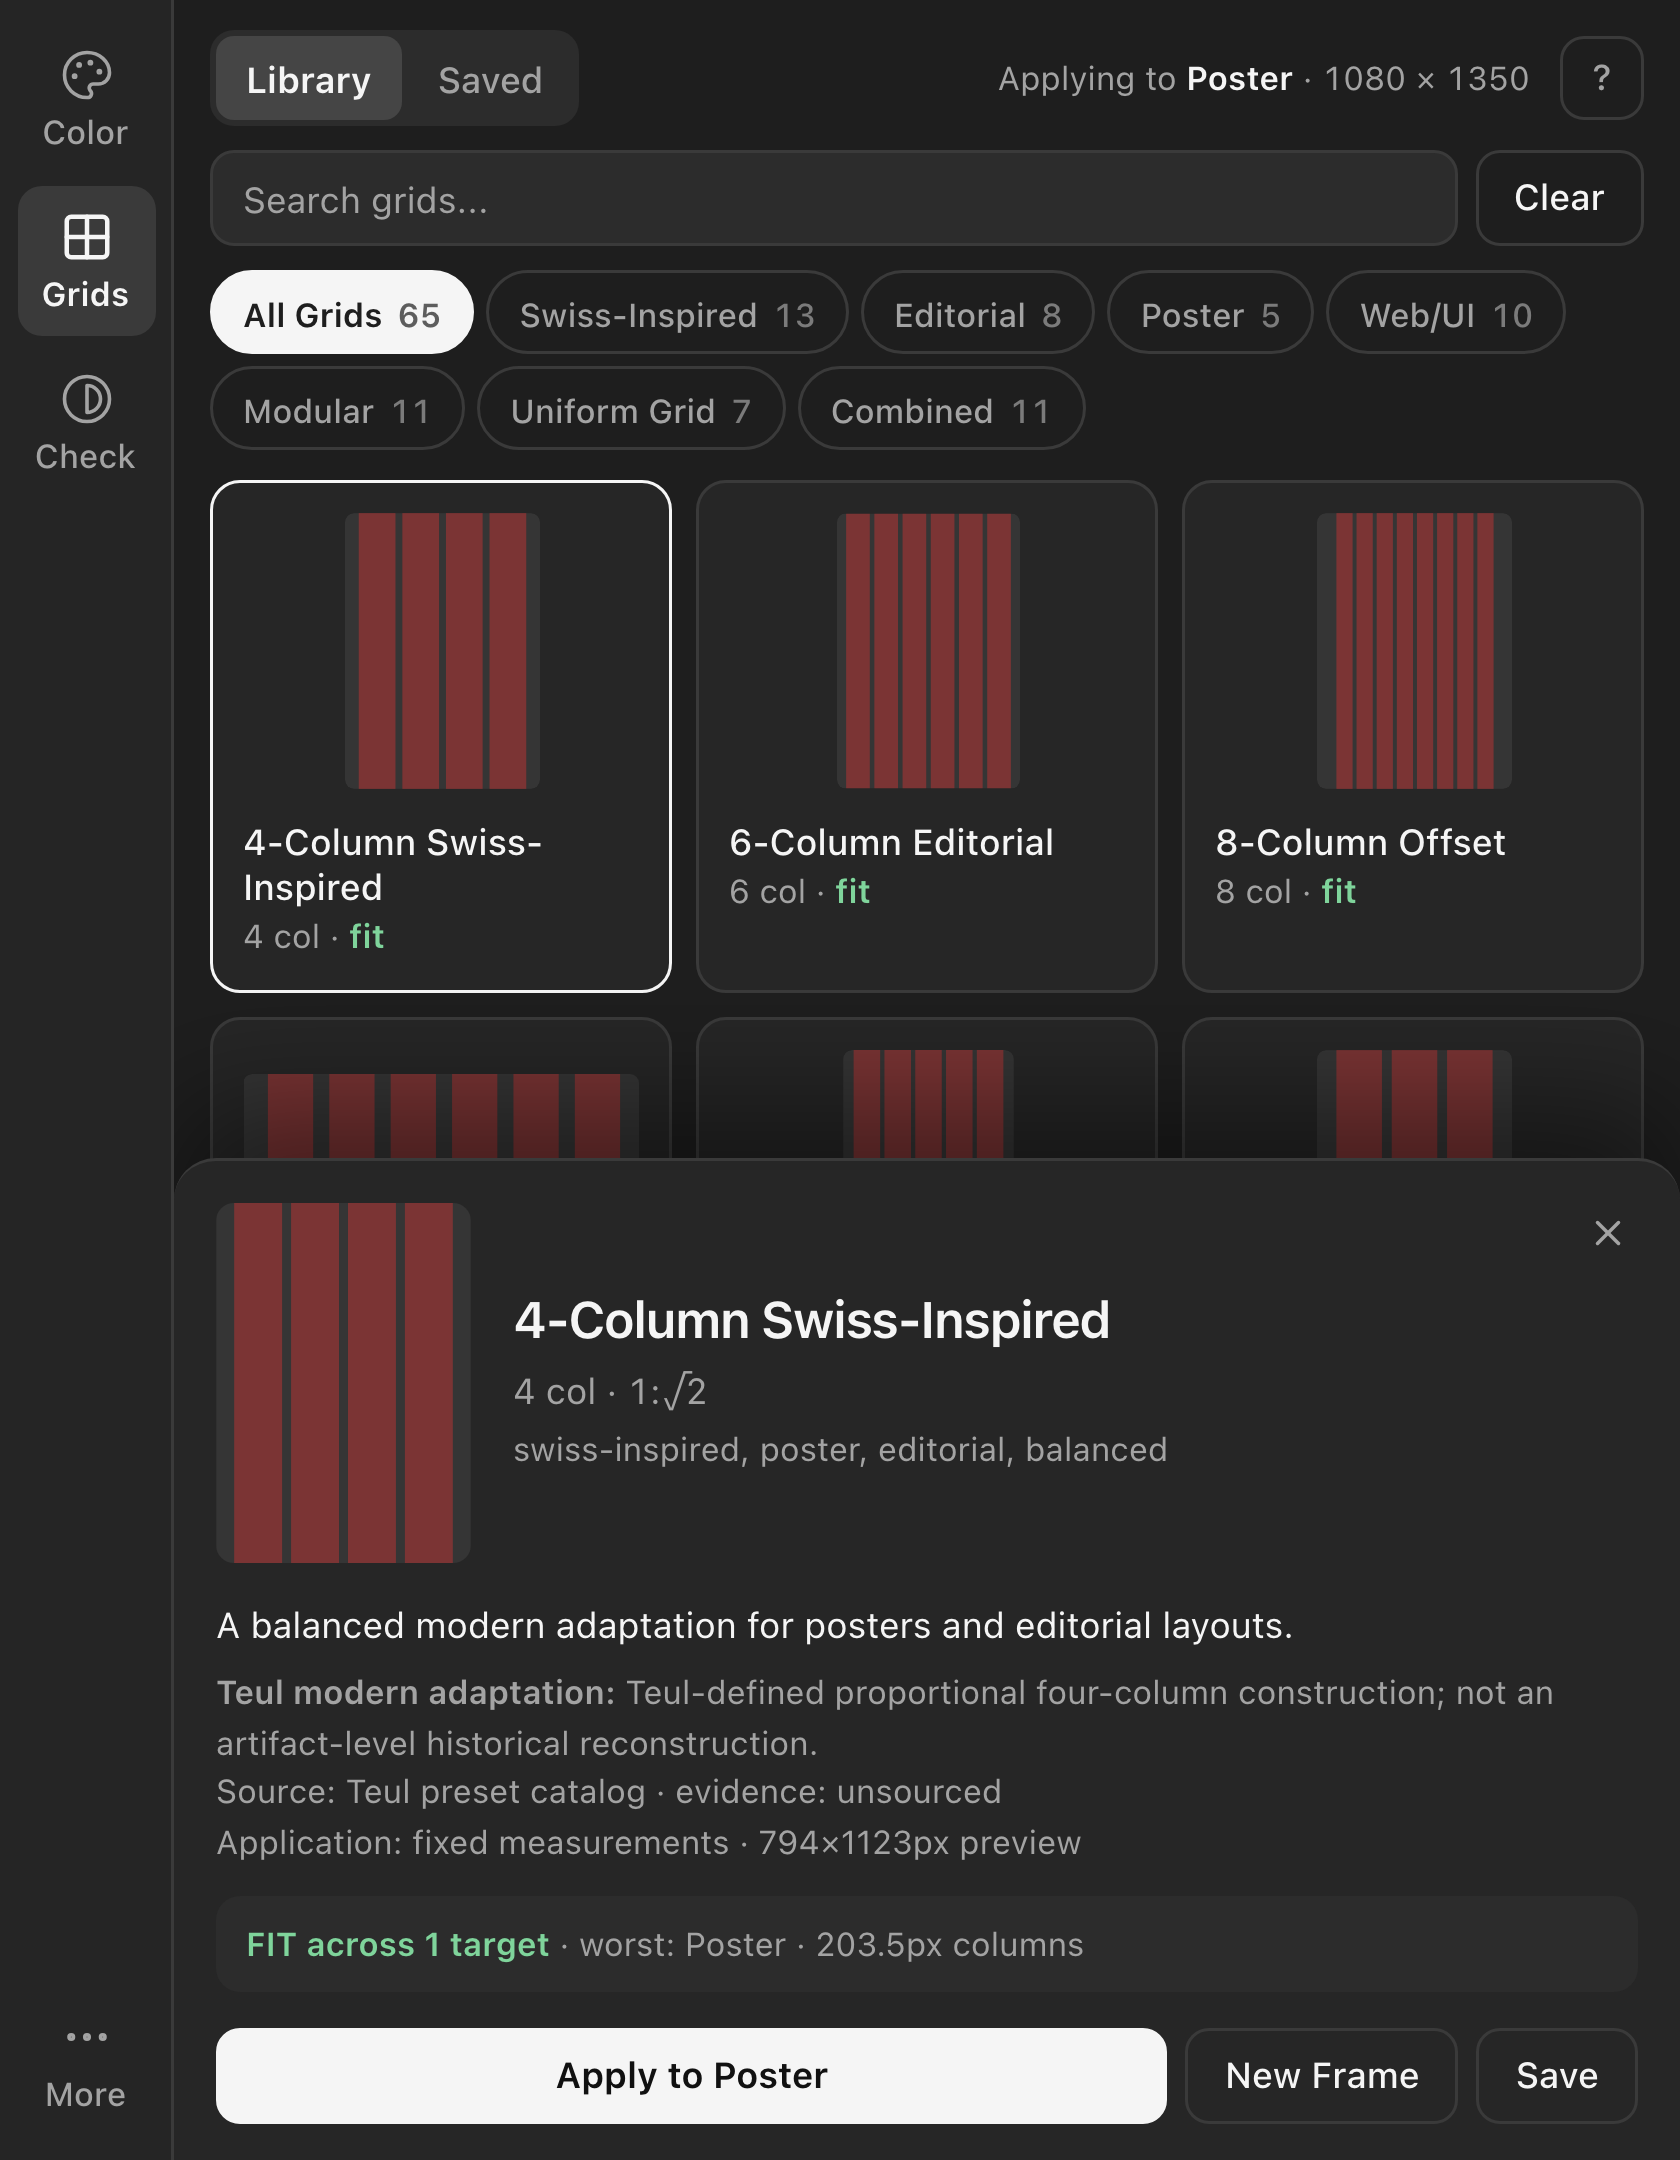 Color
Grids
Check
More
Library Saved
Applying to Poster · 1080 × 1350 ?
Search grids...
Clear
All Grids 65 Swiss-Inspired 13 Editorial 8 Poster 5 Web/UI 10
Modular 11 Uniform Grid 7 Combined 11
4-Column Swiss-
Inspired
4 col · fit
6-Column Editorial
6 col · fit
8-Column Offset
8 col · fit
4-Column Swiss-Inspired
4 col · 1:√2
swiss-inspired, poster, editorial, balanced
A balanced modern adaptation for posters and editorial layouts.
Teul modern adaptation: Teul-defined proportional four-column construction; not an
artifact-level historical reconstruction.
Source: Teul preset catalog · evidence: unsourced
Application: fixed measurements · 794×1123px preview
FIT across 1 target · worst: Poster · 203.5px columns
Apply to Poster New Frame Save